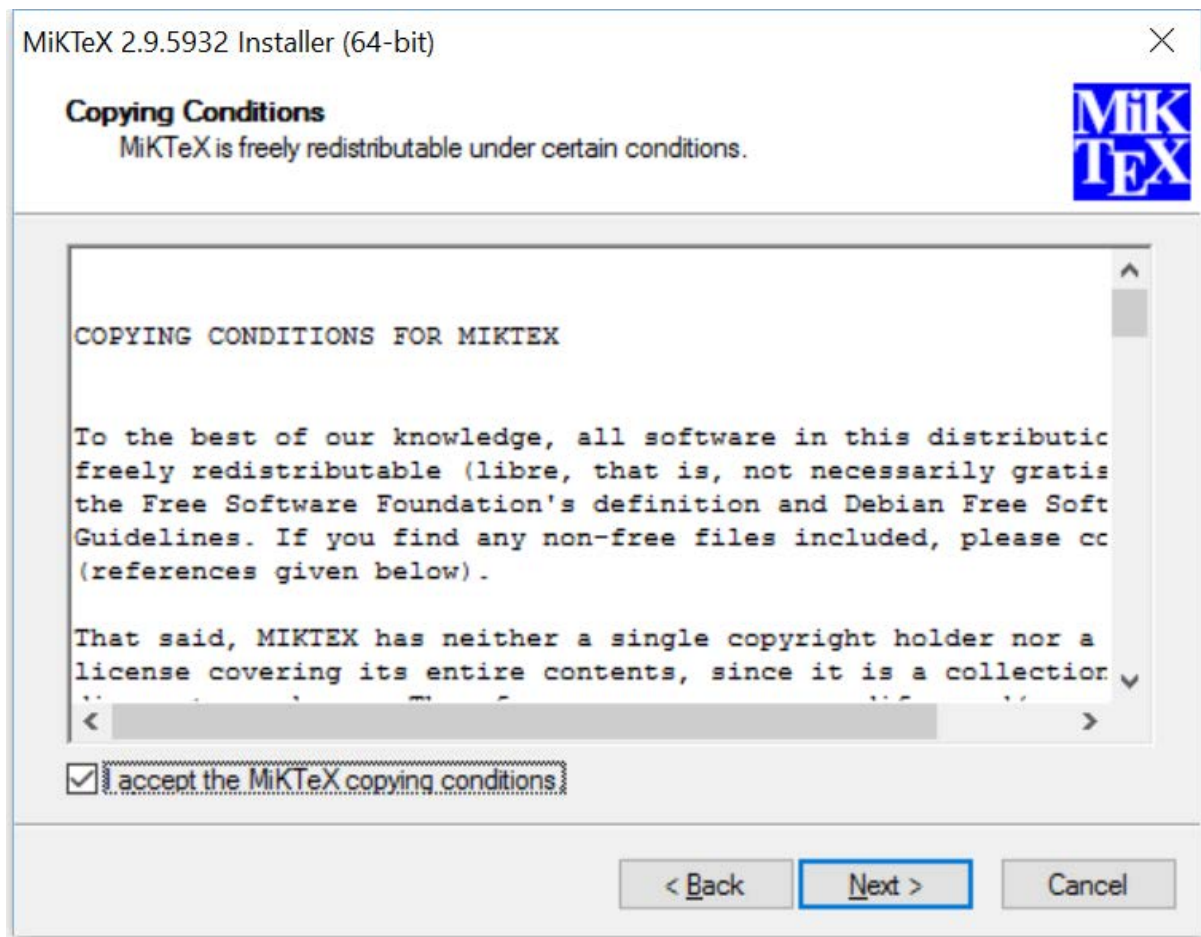 MiKTeX 2.9.5932 Installer (64-bit)
Copying Conditions
MiKTeX is freely redistributable under certain conditions.
MiK
TEX
COPYING CONDITIONS FOR MIKTEX
To the best of our knowledge, all software in this distributic
freely redistributable (libre, that is, not necessarily gratis
the Free Software Foundation's definition and Debian Free Soft
Guidelines. If you find any non-free files included, please cc
(references given below).
That said, MIKTEX has neither a single copyright holder nor a
license covering its entire contents, since it is a collection
I accept the MiKTeX copying conditions
< Back
Next >
Cancel